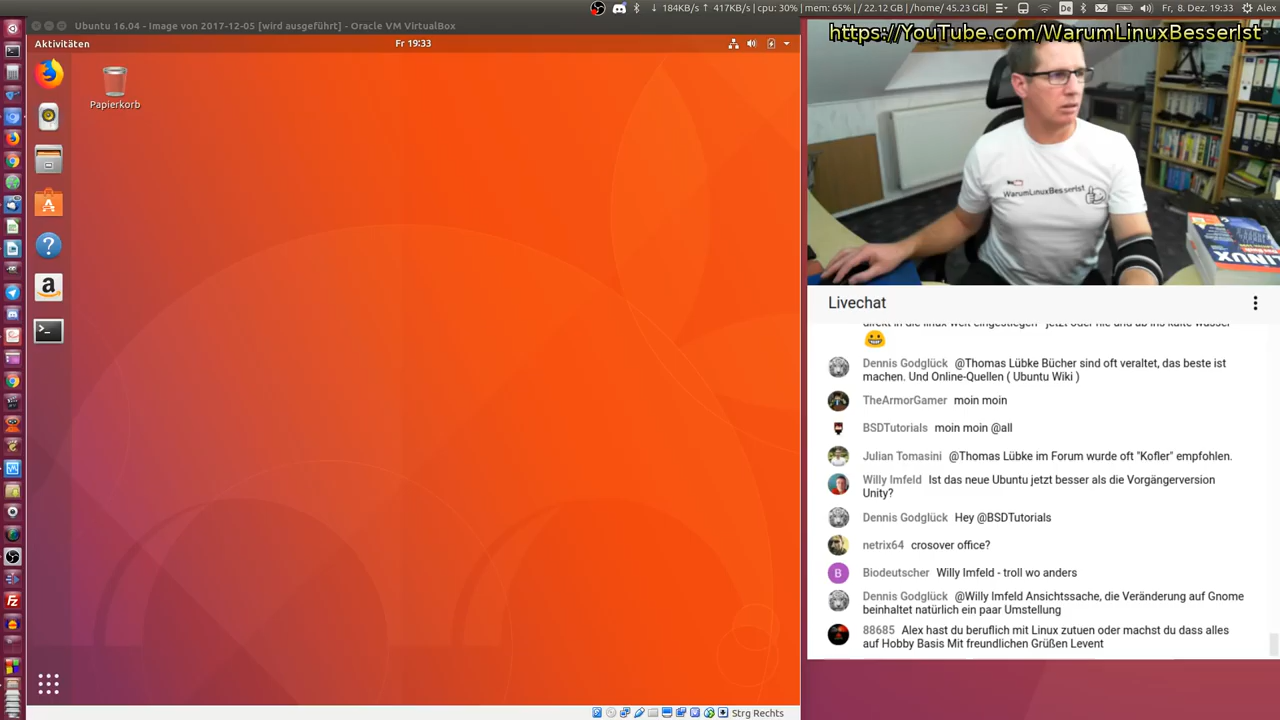 Ubuntu 16.04 - Image von 2017-12-05 [wird ausgeführt] - Oracle VM VirtualBox
↓ 184KB/s ↑ 417KB/s | cpu: 30% | mem: 65% | / 22.12 GB | /home/ 45.23 GB |
De
Fr, 8. Dez, 19:33
Alex
Aktivitäten
Fr 19:33
Papierkorb
https://YouTube.com/WarumLinuxBesserIst
WarumLinuxBesserIst
LINUX
Livechat
direkt in die linux welt eingestiegen jetzt oder nie und ab ins kalte wasser
Dennis Godglück @Thomas Lübke Bücher sind oft veraltet, das beste ist
machen. Und Online-Quellen ( Ubuntu Wiki )
TheArmorGamer moin moin
BSDTutorials moin moin @all
Julian Tomasini @Thomas Lübke im Forum wurde oft "Kofler" empfohlen.
Willy Imfeld Ist das neue Ubuntu jetzt besser als die Vorgängerversion
Unity?
Dennis Godglück Hey @BSDTutorials
netrix64 crosover office?
B
Biodeutscher Willy Imfeld - troll wo anders
Dennis Godglück @Willy Imfeld Ansichtssache, die Veränderung auf Gnome
beinhaltet natürlich ein paar Umstellung
88685 Alex hast du beruflich mit Linux zutuen oder machst du dass alles
auf Hobby Basis Mit freundlichen Grüßen Levent
Strg Rechts